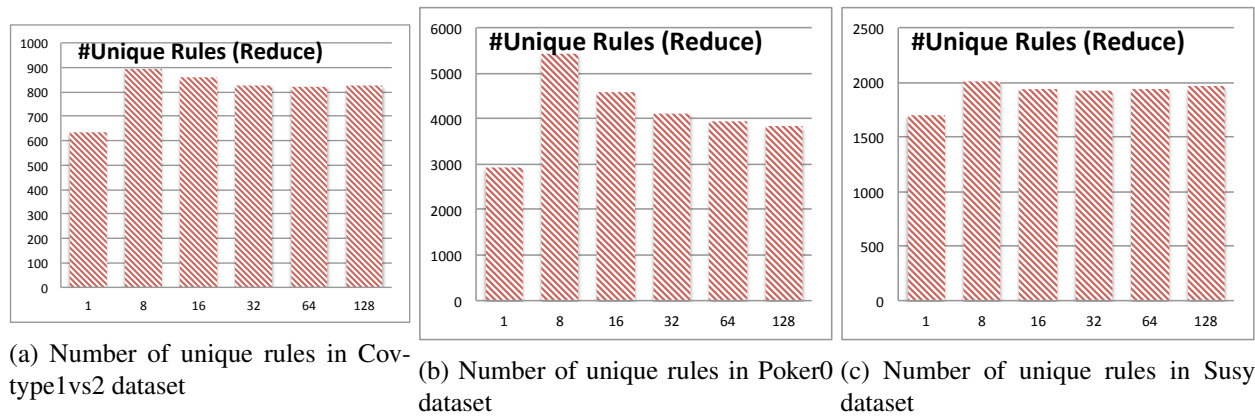 #Unique Rules (Reduce)
1000
900
800
700
600
500
400
300
200
100
0
1 8 16 32 64 128
(a) Number of unique rules in Cov-
type1vs2 dataset
#Unique Rules (Reduce)
6000
5000
4000
3000
2000
1000
0
1 8 16 32 64 128
(b) Number of unique rules in Poker0
dataset
#Unique Rules (Reduce)
2500
2000
1500
1000
500
0
1 8 16 32 64 128
(c) Number of unique rules in Susy
dataset